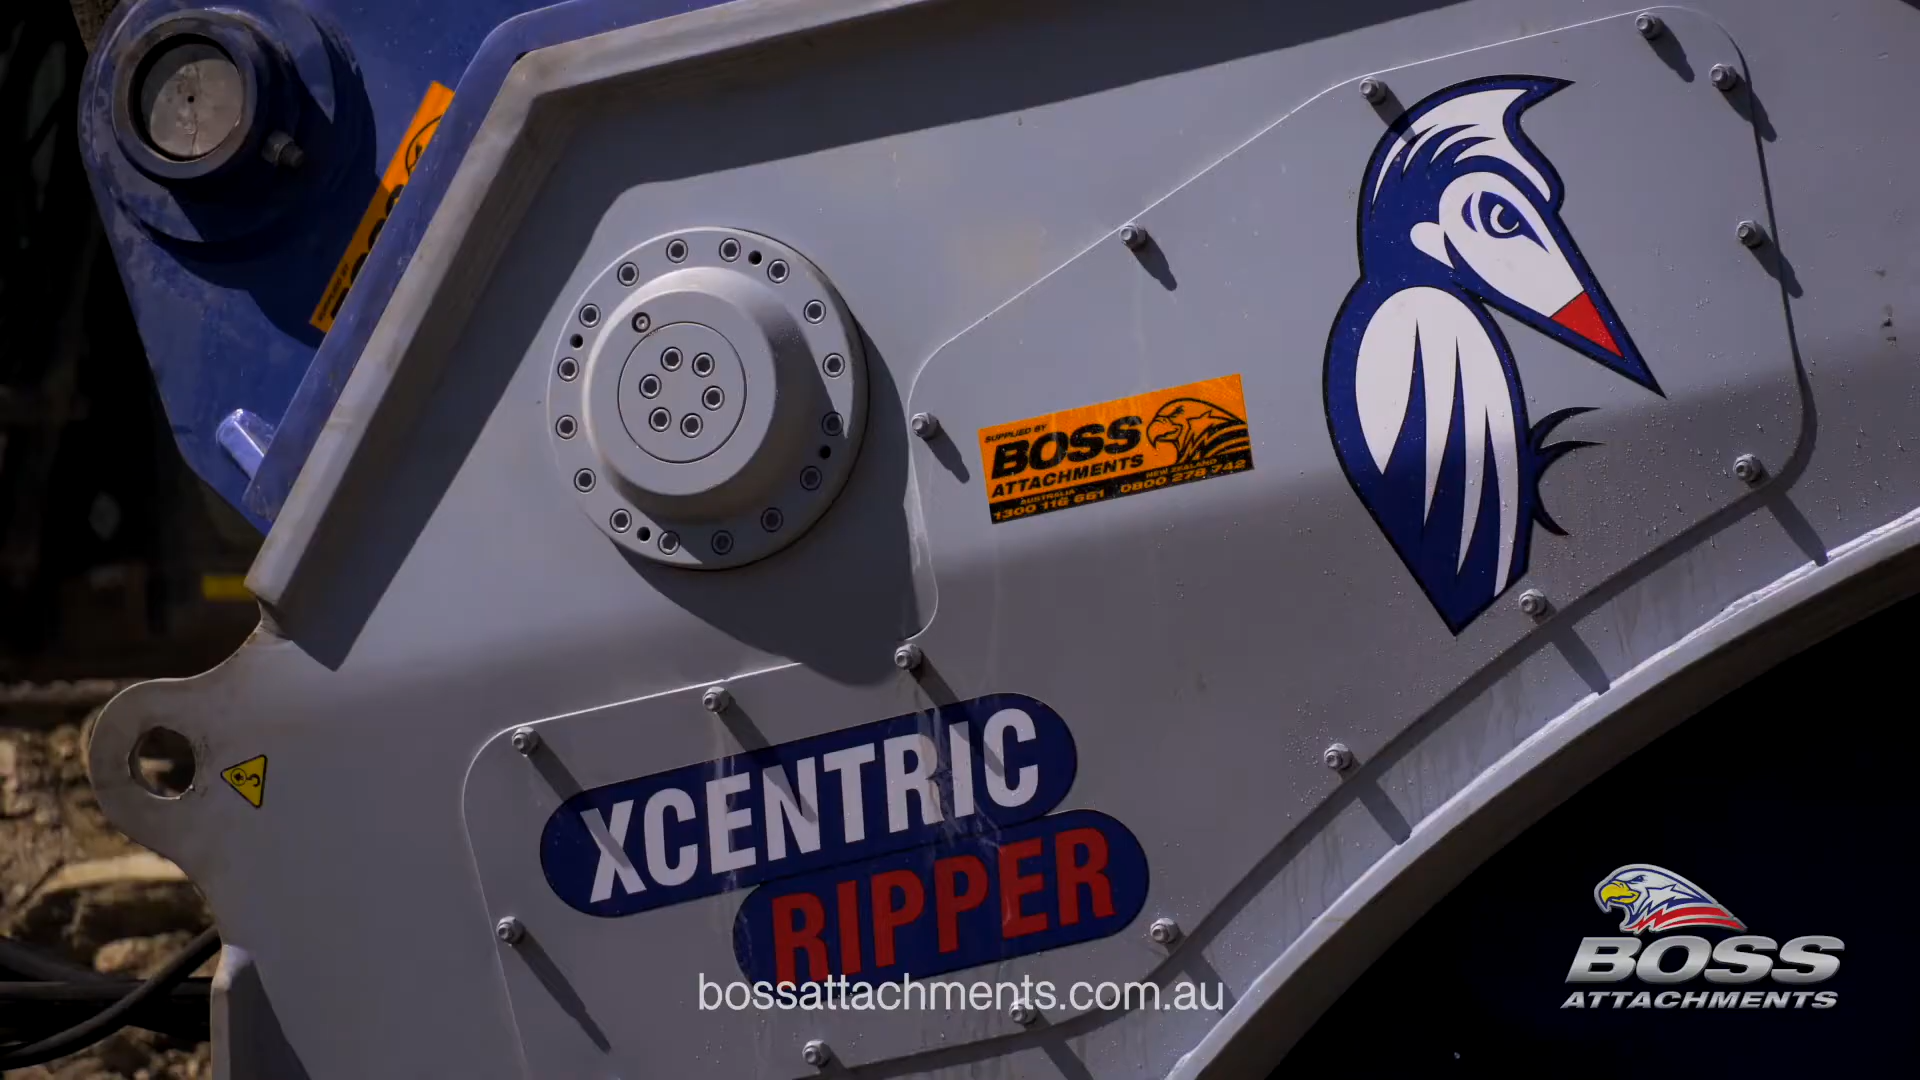 SUPPLIED BY
BOSS
ATTACHMENTS
AUSTRALIA NEW ZEALAND
1300 116 661 0800 278 742
XCENTRIC
RIPPER
bossattachments.com.au
BOSS
ATTACHMENTS